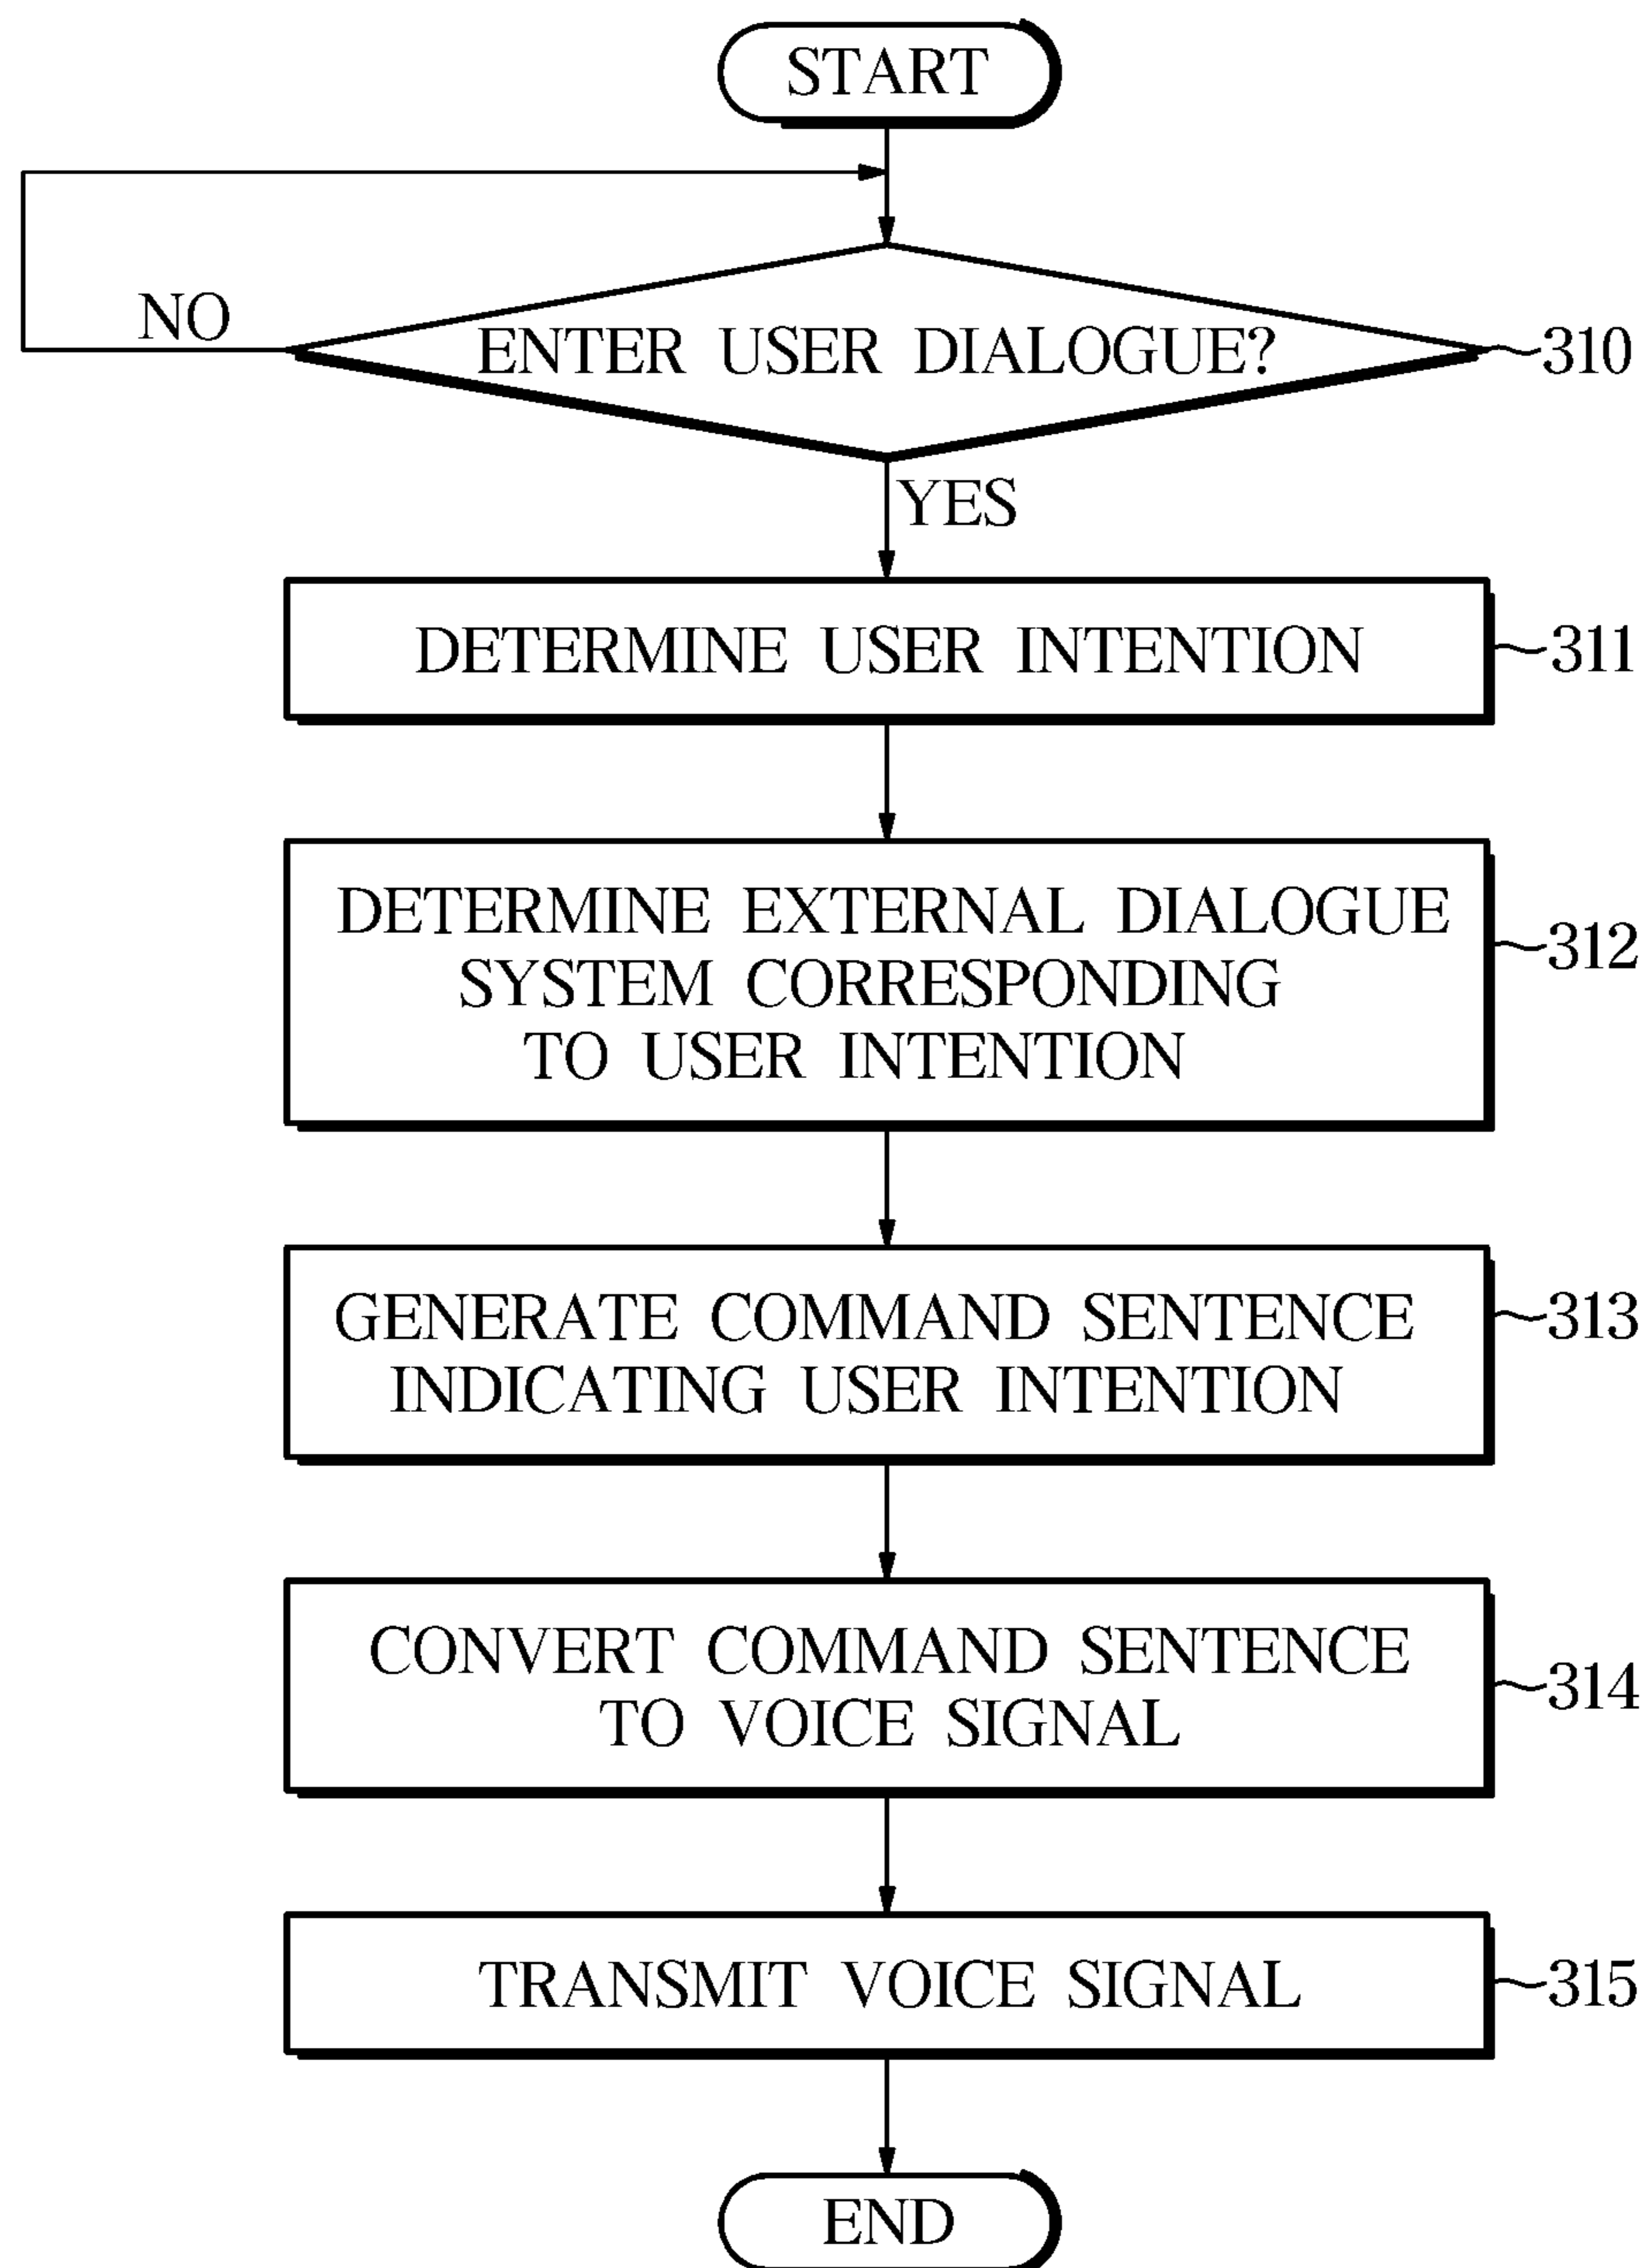 START
NO
ENTER USER DIALOGUE?
310
YES
DETERMINE USER INTENTION
311
DETERMINE EXTERNAL DIALOGUE
SYSTEM CORRESPONDING
TO USER INTENTION
312
GENERATE COMMAND SENTENCE
INDICATING USER INTENTION
313
CONVERT COMMAND SENTENCE
TO VOICE SIGNAL
314
TRANSMIT VOICE SIGNAL
315
END